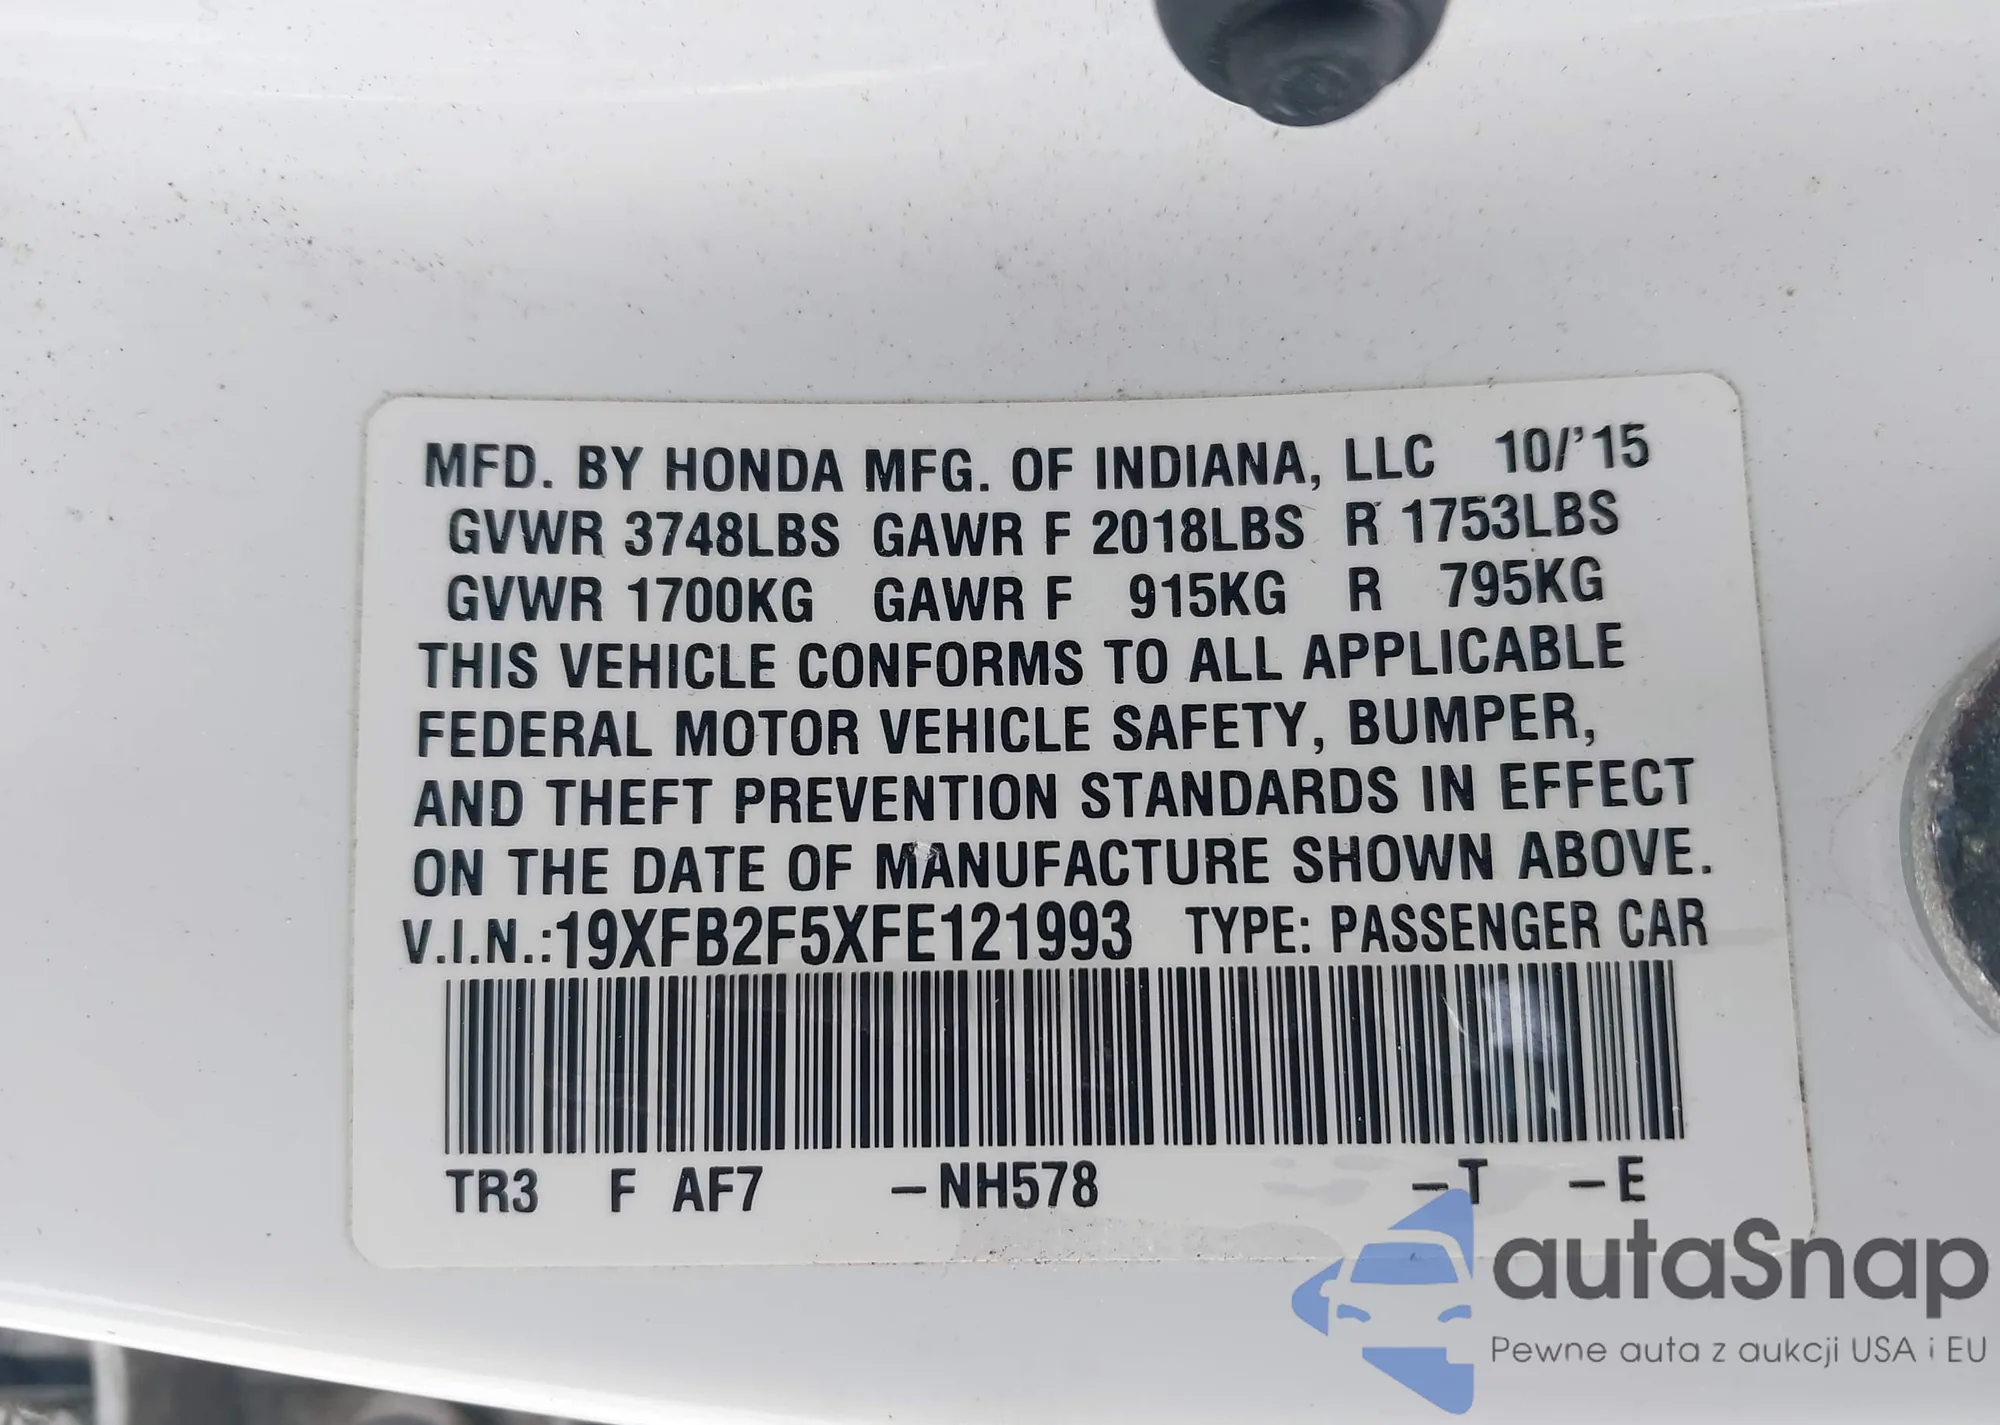 MFD. BY HONDA MFG. OF INDIANA, LLC 10/'15
GVWR 3748LBS GAWR F 2018LBS R 1753LBS
GVWR 1700KG GAWR F 915KG R 795KG
THIS VEHICLE CONFORMS TO ALL APPLICABLE
FEDERAL MOTOR VEHICLE SAFETY, BUMPER,
AND THEFT PREVENTION STANDARDS IN EFFECT
ON THE DATE OF MANUFACTURE SHOWN ABOVE.
V.I.N.:19XFB2F5XFE121993 TYPE: PASSENGER CAR
TR3 F AF7 –NH578 –T –E
autaSnap
Pewne auta z aukcji USA i EU